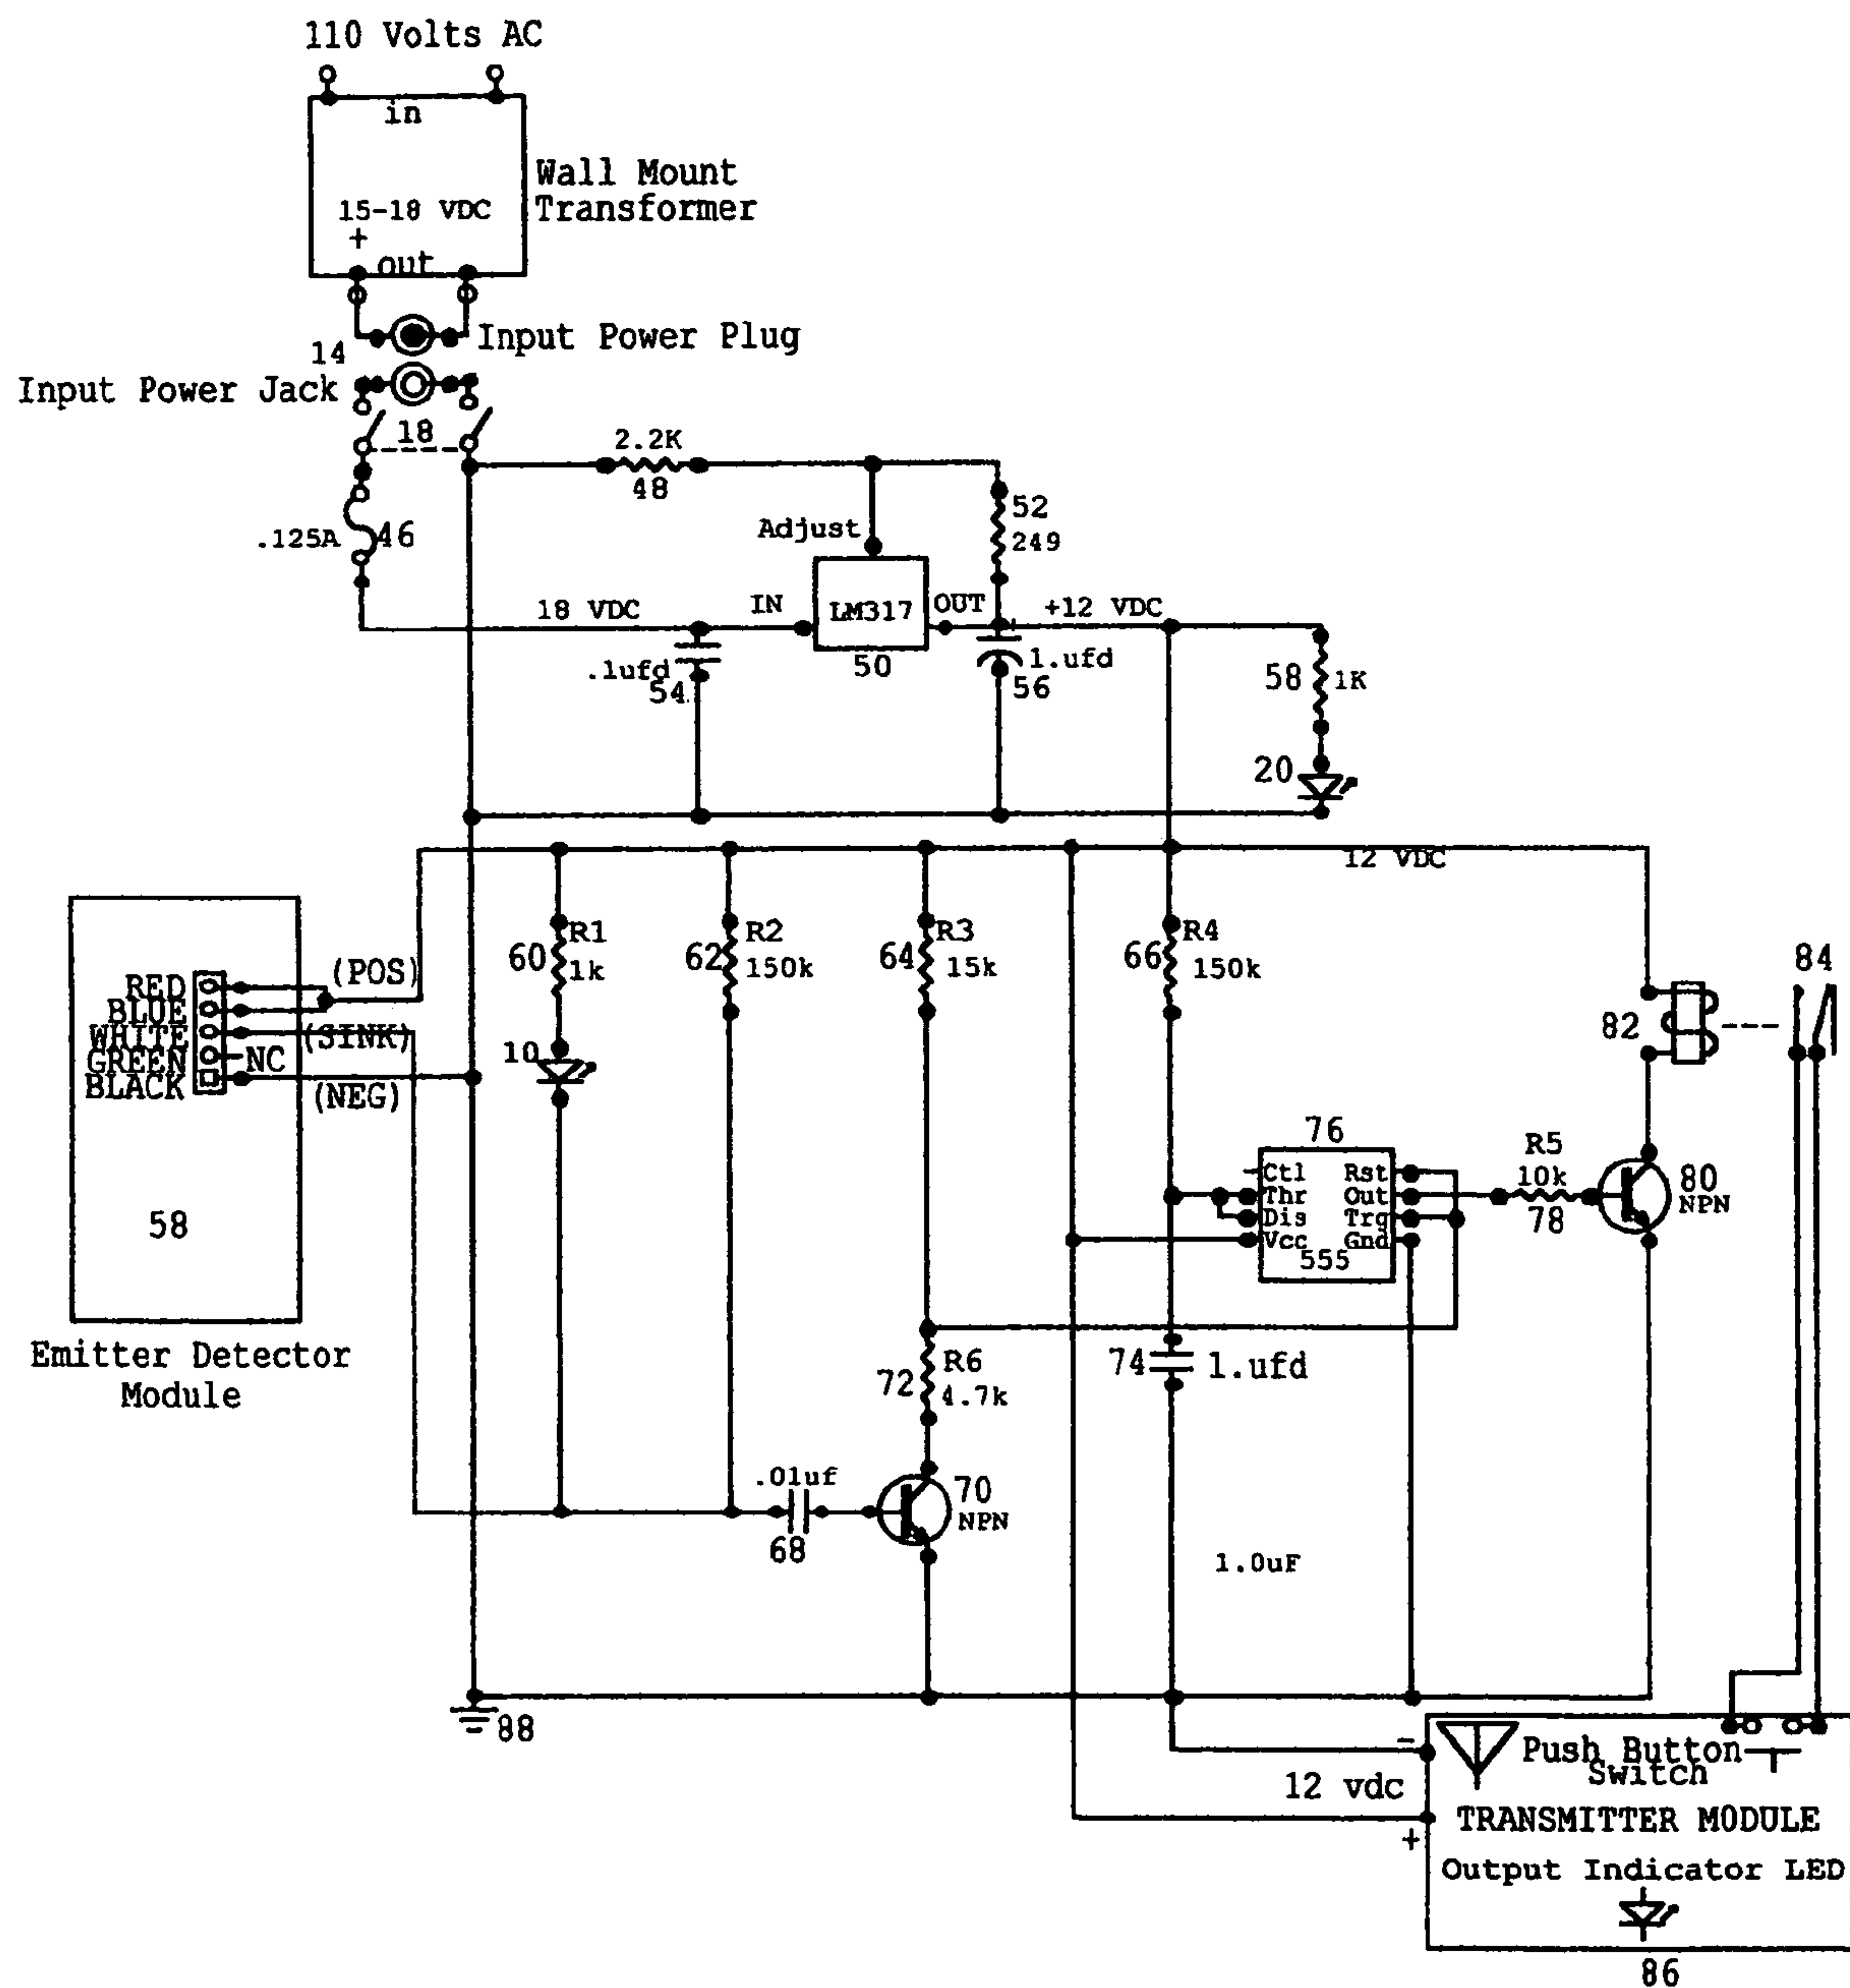 110 Volts AC
in
Wall Mount
Transformer
15-18 VDC
+
out
Input Power Plug
14
Input Power Jack
18
2.2K
48
52
249
Adjust
.125A
46
18 VDC
IN
LM317
OUT
+12 VDC
50
.1ufd
54
1.ufd
56
58
1K
20
12 VDC
R1
60
1k
R2
62
150k
R3
64
15k
R4
66
150k
84
RED
(POS)
BLUE
WHITE
(SINK)
GREEN
NC
BLACK
(NEG)
10
82
76
Ctl
Rst
Thr
Out
Dis
Trg
Vcc
Gnd
555
R5
10k
78
80
NPN
58
Emitter Detector
Module
R6
72
4.7k
74
1.ufd
.01uf
68
70
NPN
1.0uF
88
-
Push Button
Switch
12 vdc
TRANSMITTER MODULE
+
Output Indicator LED
86